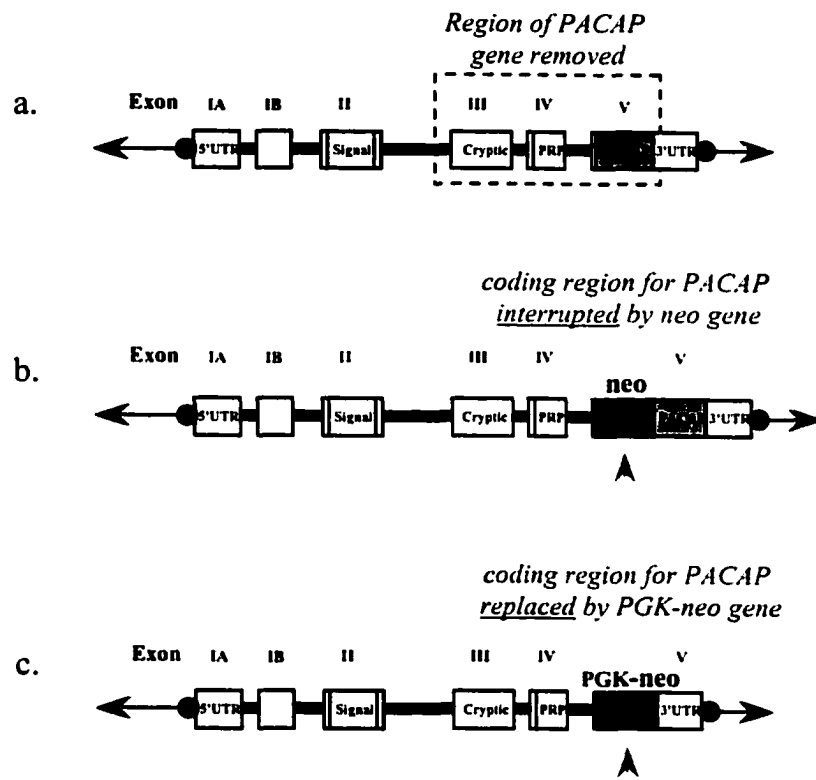 Region of PACAP
gene removed
a.
Exon IA IB II III IV V
5'UTR Signal Cryptic PRP 3'UTR
coding region for PACAP
interrupted by neo gene
b.
Exon IA IB II III IV V
neo
5'UTR Signal Cryptic PRP 3'UTR
coding region for PACAP
replaced by PGK-neo gene
c.
Exon IA IB II III IV V
PGK-neo
5'UTR Signal Cryptic PRP 3'UTR